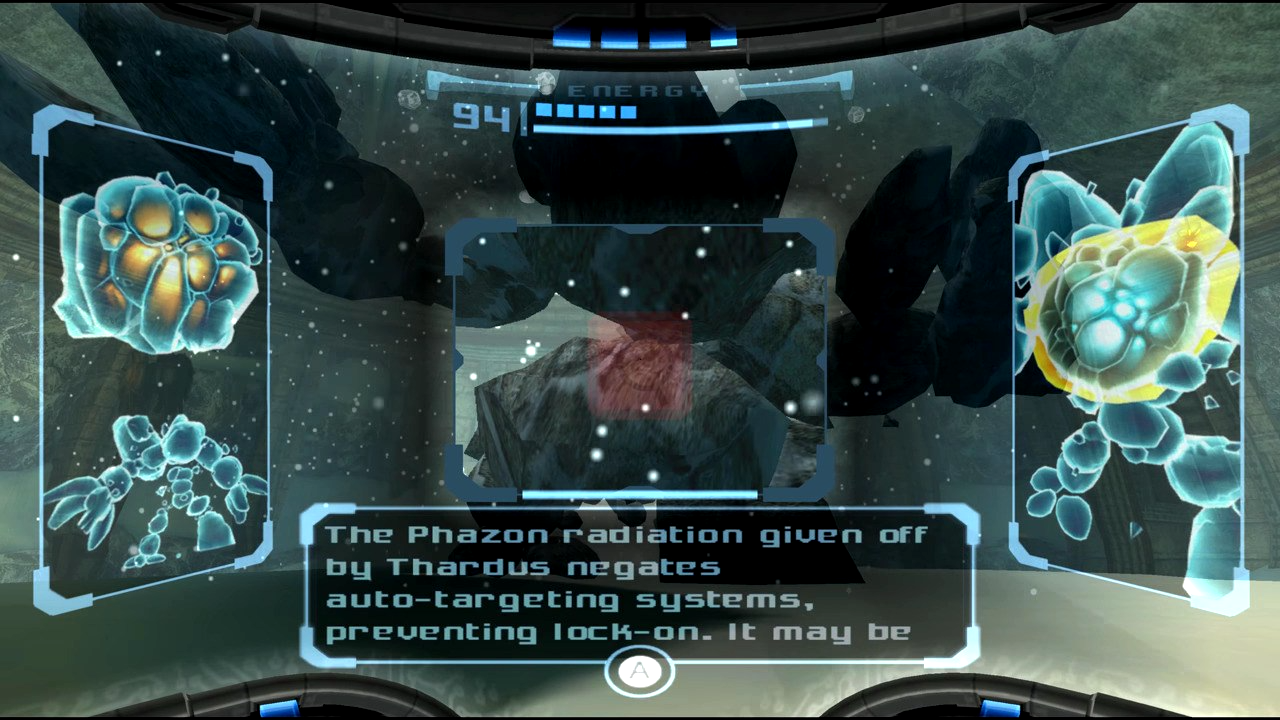 ENERGY
94
The Phazon radiation given off
by Thardus negates
auto-targeting systems,
preventing lock-on. It may be
A